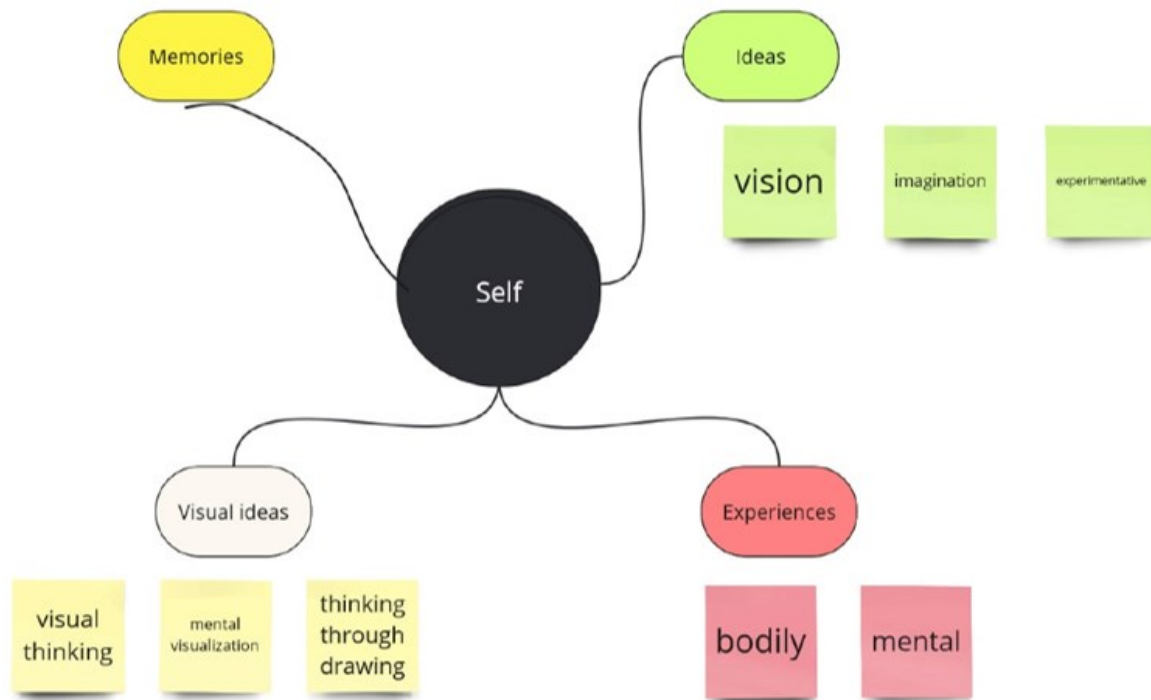 Memories
Ideas
vision
imagination
experimentative
Self
Visual ideas
Experiences
visual
thinking
mental
visualization
thinking
through
drawing
bodily
mental